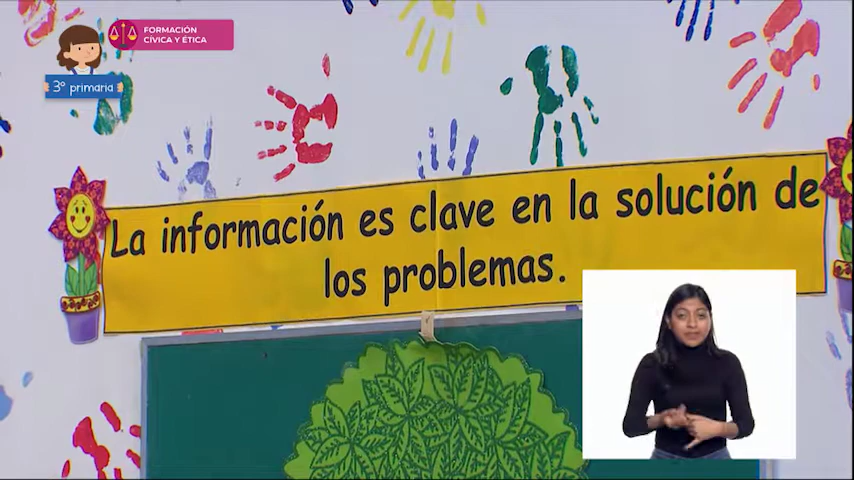 FORMACIÓN
CÍVICA Y ÉTICA
3° primaria
La información es clave en la solución de
los problemas.